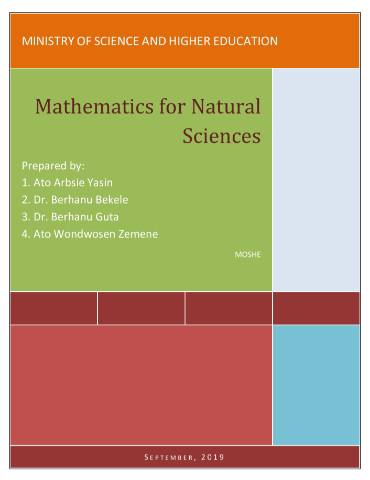 MINISTRY OF SCIENCE AND HIGHER EDUCATION
Mathematics for Natural
Sciences
Prepared by:
1. Ato Arbsie Yasin
2. Dr. Berhanu Bekele
3. Dr. Berhanu Guta
4. Ato Wondwosen Zemene
MOSHE
SEPTEMBER, 2019